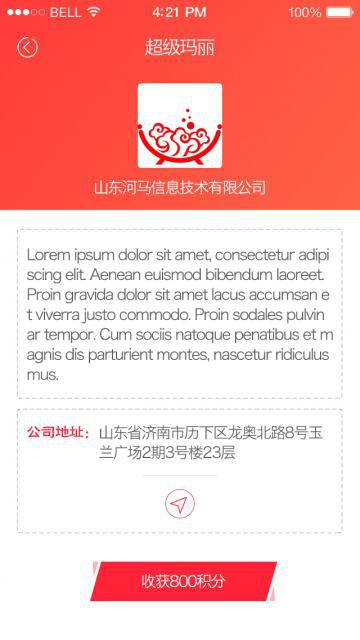 BELL 4:21 PM 100%
超级玛丽
山东河马信息技术有限公司
Lorem ipsum dolor sit amet, consectetur adipi
scing elit. Aenean euismod bibendum laoreet.
Proin gravida dolor sit amet lacus accumsan e
t viverra justo commodo. Proin sodales pulvin
ar tempor. Cum sociis natoque penatibus et m
agnis dis parturient montes, nascetur ridiculus
mus.
公司地址： 山东省济南市历下区龙奥北路8号玉
兰广场2期3号楼23层
收获800积分